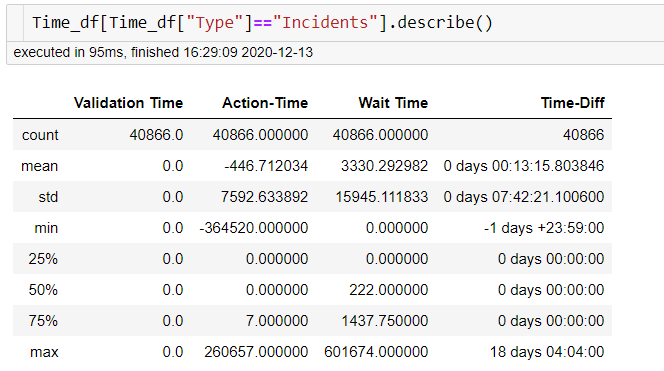 Time_df[Time_df["Type"]=="Incidents"].describe()
executed in 95ms, finished 16:29:09 2020-12-13
Validation Time Action-Time Wait Time Time-Diff
count 40866.0 40866.000000 40866.000000 40866
mean 0.0 -446.712034 3330.292982 0 days 00:13:15.803846
std 0.0 7592.633892 15945.111833 0 days 07:42:21.100600
min 0.0 -364520.000000 0.000000 -1 days +23:59:00
25% 0.0 0.000000 0.000000 0 days 00:00:00
50% 0.0 0.000000 222.000000 0 days 00:00:00
75% 0.0 7.000000 1437.750000 0 days 00:00:00
max 0.0 260657.000000 601674.000000 18 days 04:04:00